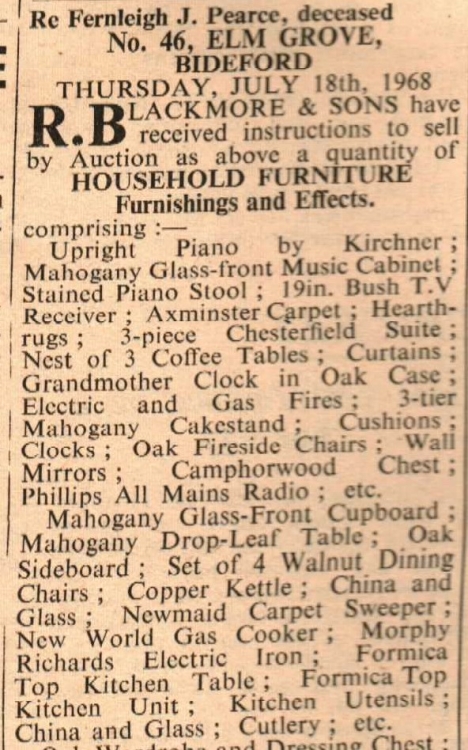 Re Fernleigh J. Pearce, deceased
No. 46, ELM GROVE,
BIDEFORD
THURSDAY, JULY 18th, 1968
R. BLACKMORE & SONS have
received instructions to sell
by Auction as above a quantity of
HOUSEHOLD FURNITURE
Furnishings and Effects.
comprising :—
Upright Piano by Kirchner ;
Mahogany Glass-front Music Cabinet ;
Stained Piano Stool ; 19in. Bush T.V
Receiver ; Axminster Carpet ; Hearth-
rugs ; 3-piece Chesterfield Suite ;
Nest of 3 Coffee Tables ; Curtains ;
Grandmother Clock in Oak Case ;
Electric and Gas Fires ; 3-tier
Mahogany Cakestand ; Cushions ;
Clocks ; Oak Fireside Chairs ; Wall
Mirrors ; Camphorwood Chest ;
Phillips All Mains Radio ; etc.
Mahogany Glass-Front Cupboard ;
Mahogany Drop-Leaf Table ; Oak
Sideboard ; Set of 4 Walnut Dining
Chairs ; Copper Kettle ; China and
Glass ; Newmaid Carpet Sweeper ;
New World Gas Cooker ; Morphy
Richards Electric Iron ; Formica
Top Kitchen Table ; Formica Top
Kitchen Unit ; Kitchen Utensils ;
China and Glass ; Cutlery ; etc.
Oak Wardrobe and Dressing Chest ;